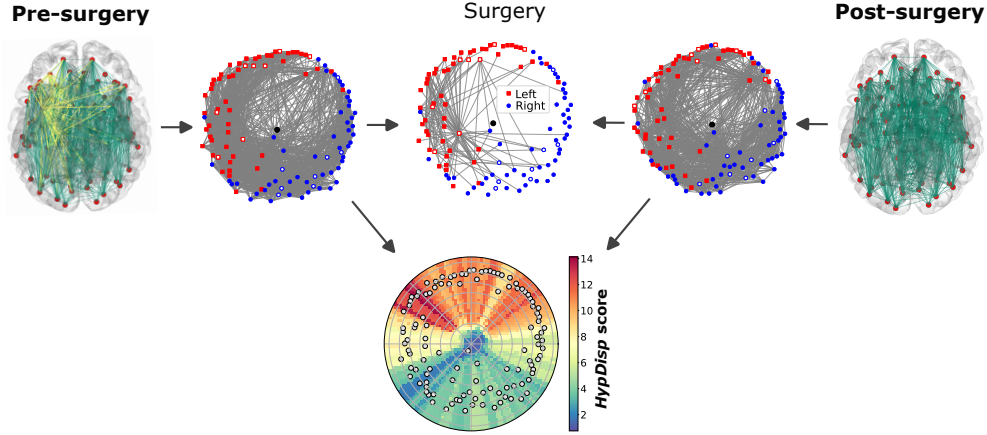 Pre-surgery
Surgery
Post-surgery
Left
Right
14
12
10
8
6
4
2
HypDisp score